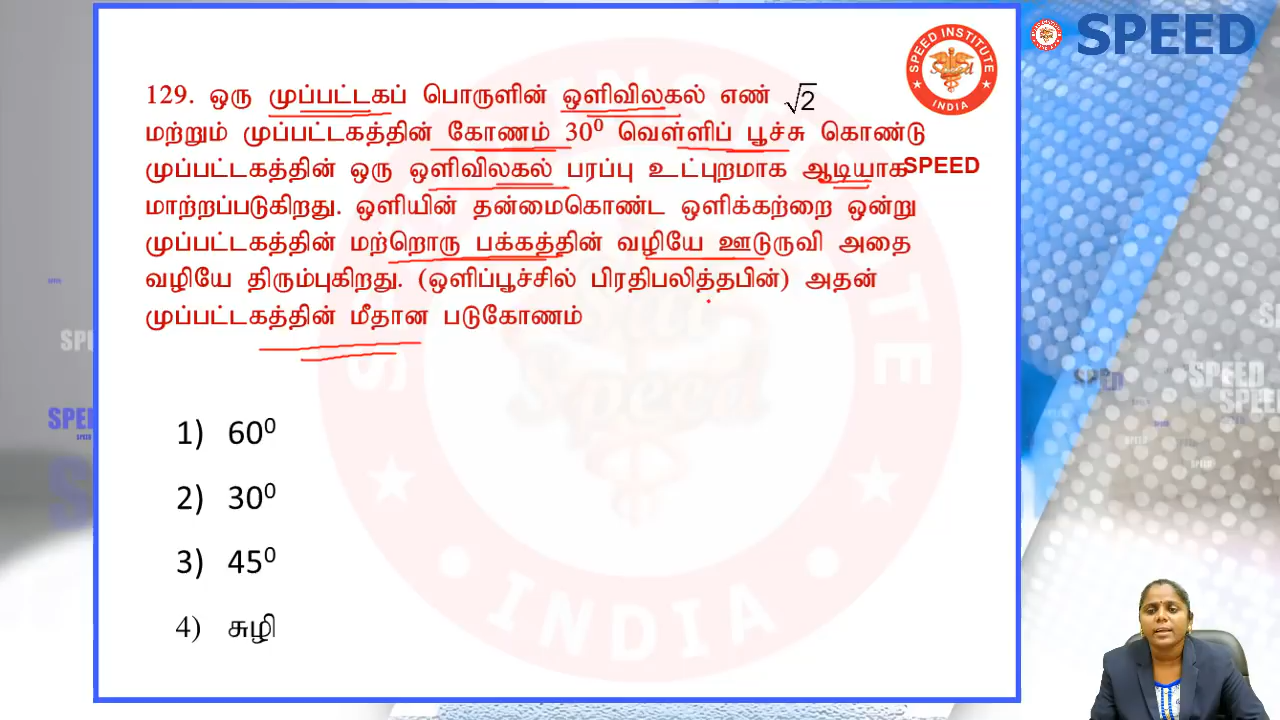 SPEED
SPEED INSTITUTE
Speed
INDIA
129. ஒரு முப்பட்டகப் பொருளின் ஒளிவிலகல் எண் √2
மற்றும் முப்பட்டகத்தின் கோணம் 30⁰ வெள்ளிப் பூச்சு கொண்டு
முப்பட்டகத்தின் ஒரு ஒளிவிலகல் பரப்பு உட்புறமாக ஆடியாக
SPEED
மாற்றப்படுகிறது. ஒளியின் தன்மைகொண்ட ஒளிக்கற்றை ஒன்று
முப்பட்டகத்தின் மற்றொரு பக்கத்தின் வழியே ஊடுருவி அதை
வழியே திரும்புகிறது. (ஒளிப்பூச்சில் பிரதிபலித்தபின்) அதன்
முப்பட்டகத்தின் மீதான படுகோணம்
1) 60⁰
2) 30⁰
3) 45⁰
4) சுழி